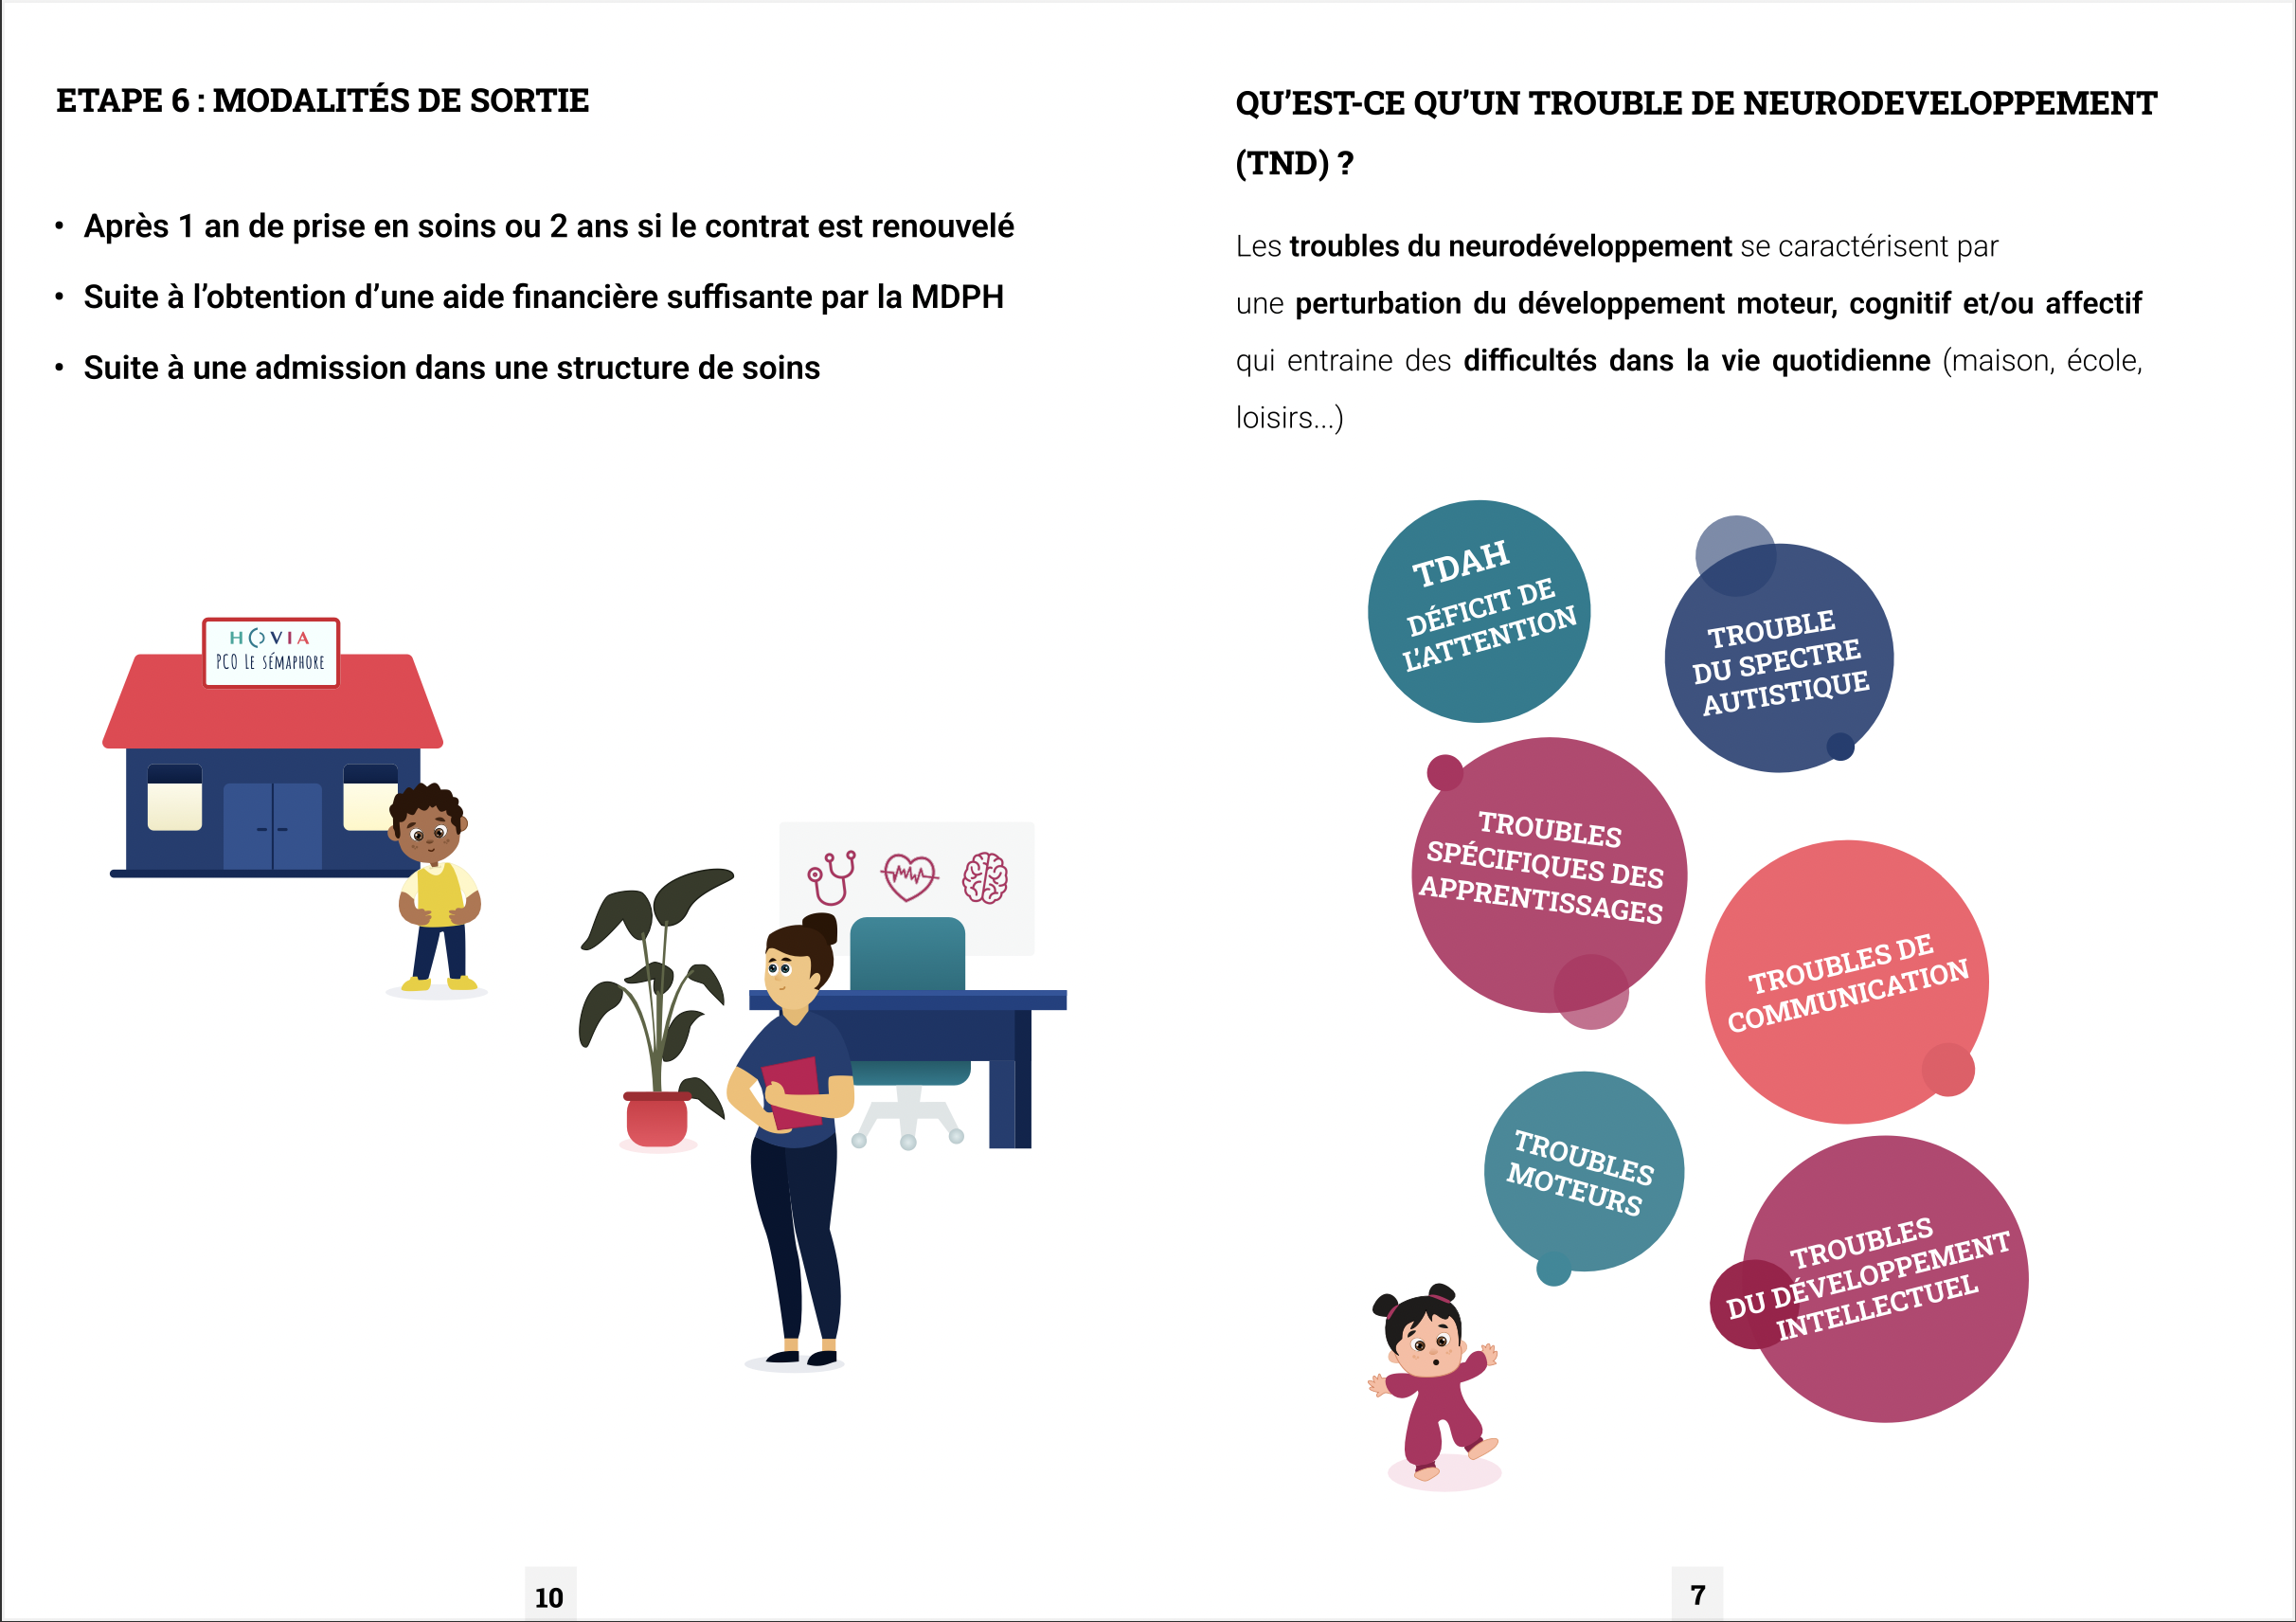 ETAPE 6 : MODALITÉS DE SORTIE
• Après 1 an de prise en soins ou 2 ans si le contrat est renouvelé
• Suite à l'obtention d'une aide financière suffisante par la MDPH
• Suite à une admission dans une structure de soins
HOVIA
PCO LE SÉMAPHORE
10
QU'EST-CE QU'UN TROUBLE DE NEURODEVELOPPEMENT
(TND) ?
Les troubles du neurodéveloppement se caractérisent par
une perturbation du développement moteur, cognitif et/ou affectif
qui entraine des difficultés dans la vie quotidienne (maison, école,
loisirs...)
TDAH
DÉFICIT DE
L'ATTENTION
TROUBLE
DU SPECTRE
AUTISTIQUE
TROUBLES
SPÉCIFIQUES DES
APPRENTISSAGES
TROUBLES DE
COMMUNICATION
TROUBLES
MOTEURS
TROUBLES
DU DÉVELOPPEMENT
INTELLECTUEL
7